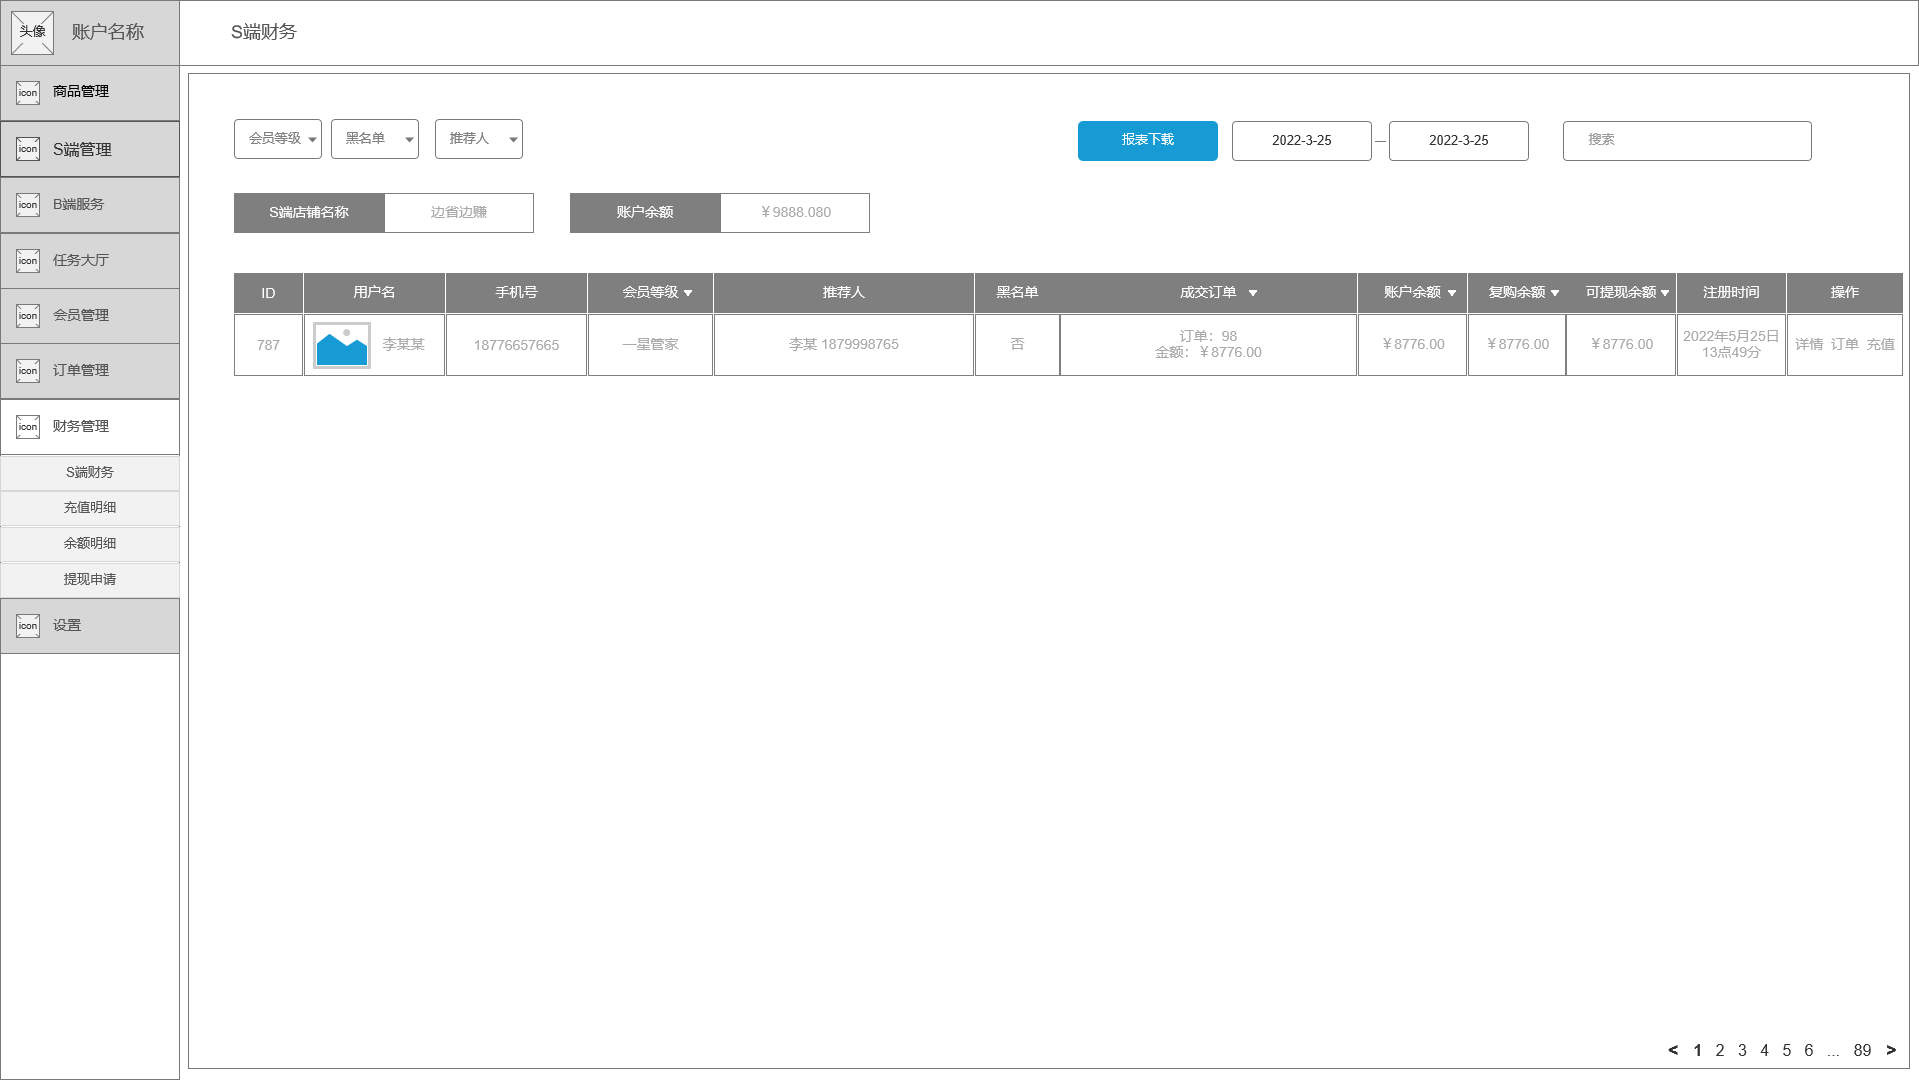 头像
账户名称
S端财务
icon
商品管理
icon
S端管理
icon
B端服务
icon
任务大厅
icon
会员管理
icon
订单管理
icon
财务管理
S端财务
充值明细
余额明细
提现申请
icon
设置
会员等级
黑名单
推荐人
报表下载
2022-3-25
—
2022-3-25
搜索
S端店铺名称
边省边赚
账户余额
￥9888.080
ID
用户名
手机号
会员等级
推荐人
黑名单
成交订单
账户余额
复购余额
可提现余额
注册时间
操作
787
李某某
18776657665
一星管家
李某 1879998765
否
订单：98
金额：￥8776.00
￥8776.00
￥8776.00
￥8776.00
2022年5月25日
13点49分
详情 订单 充值
< 1 2 3 4 5 6 ... 89 >